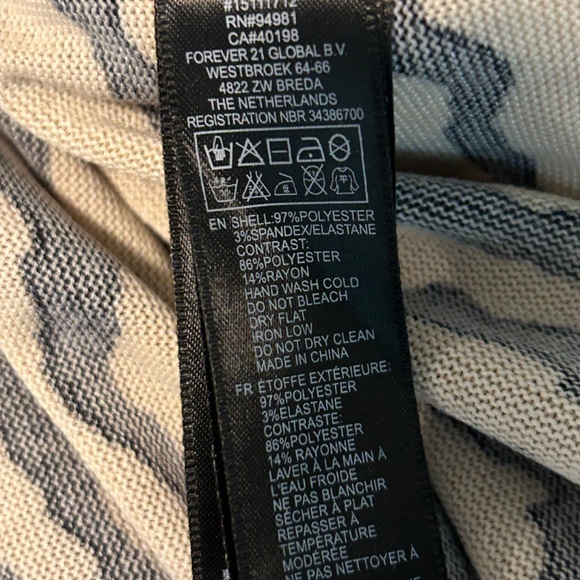 #15111712
RN#94981
CA#40198
FOREVER 21 GLOBAL B.V.
WESTBROEK 64-66
4822 ZW BREDA
THE NETHERLANDS
REGISTRATION NBR 34386700
EN SHELL:97%POLYESTER
3%SPANDEX/ELASTANE
CONTRAST:
86%POLYESTER
14%RAYON
HAND WASH COLD
DO NOT BLEACH
DRY FLAT
IRON LOW
DO NOT DRY CLEAN
MADE IN CHINA
FR ÉTOFFE EXTÉRIEURE:
97%POLYESTER
3%ELASTANE
CONTRASTE:
86%POLYESTER
14% RAYONNE
LAVER À LA MAIN À
L'EAU FROIDE
NE PAS BLANCHIR
SÉCHER À PLAT
REPASSER À
TEMPÉRATURE
MODÉRÉE
NE PAS NETTOYER À